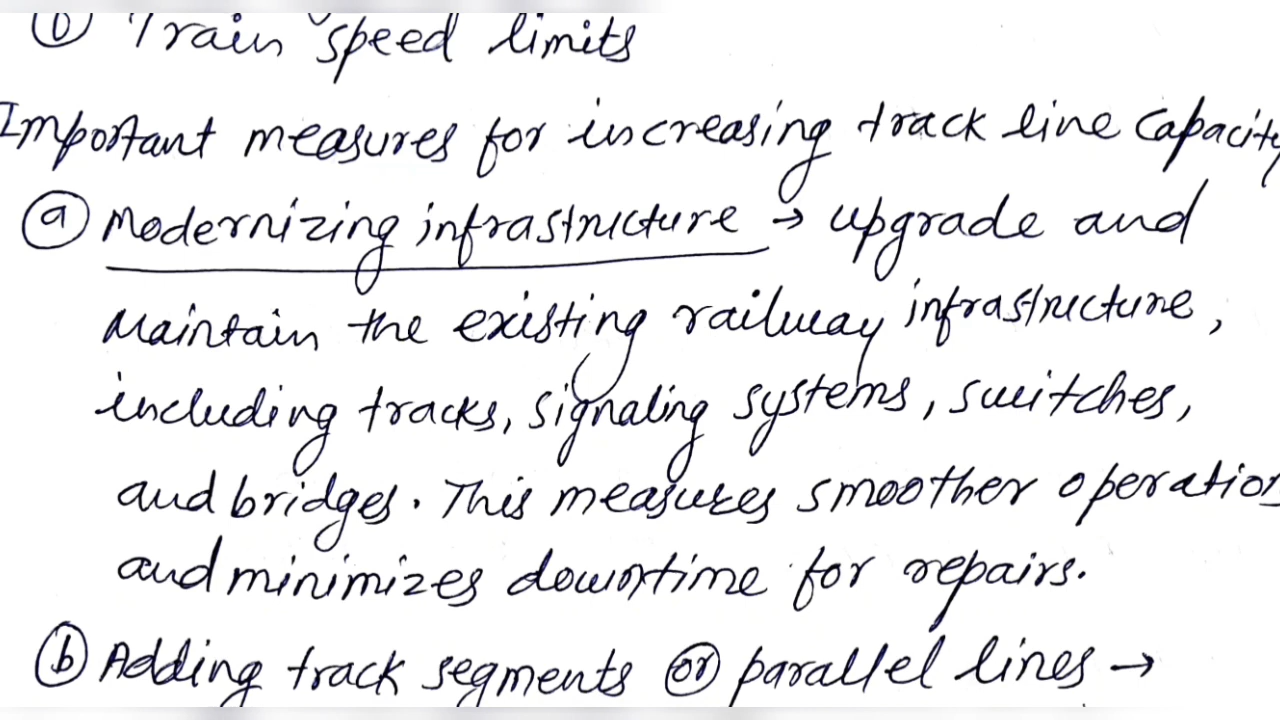 Train speed limits
Important measures for increasing track line capacity
(a) Modernizing infrastructure → upgrade and
maintain the existing railway infrastructure,
including tracks, signaling systems, switches,
and bridges. This measures smoother operation
and minimizes downtime for repairs.
(b) Adding track segments (or) parallel lines →